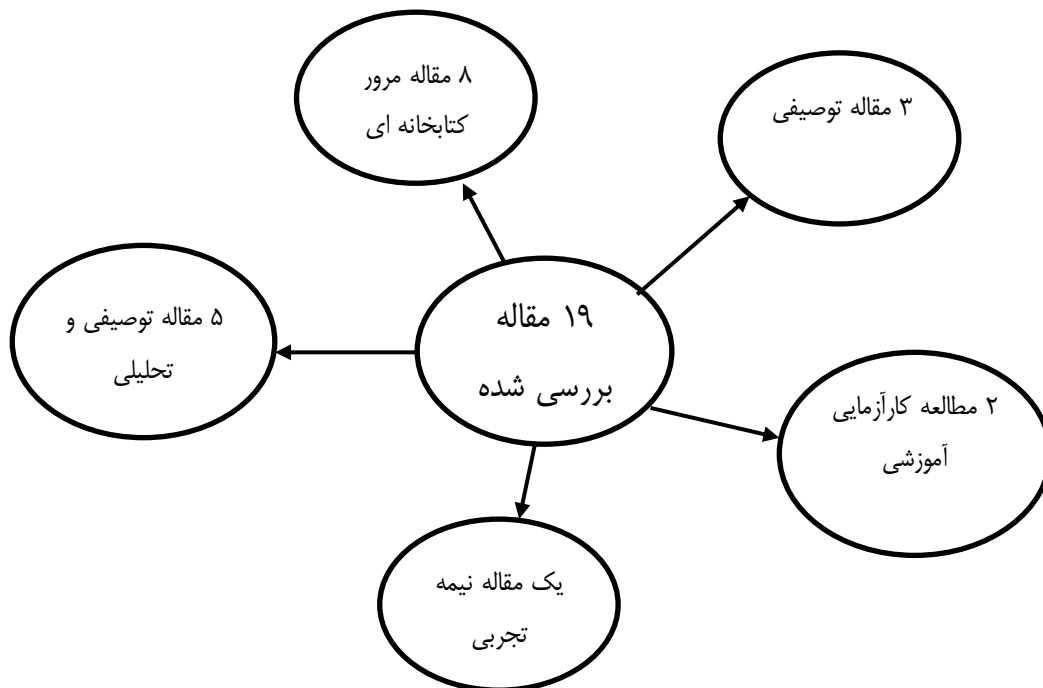 ۸ مقاله مرور
کتابخانه ای
۳ مقاله توصیفی
۱۹ مقاله
بررسی شده
۵ مقاله توصیفی و
تحلیلی
۲ مطالعه کارآزمایی
آموزشی
یک مقاله نیمه
تجربی